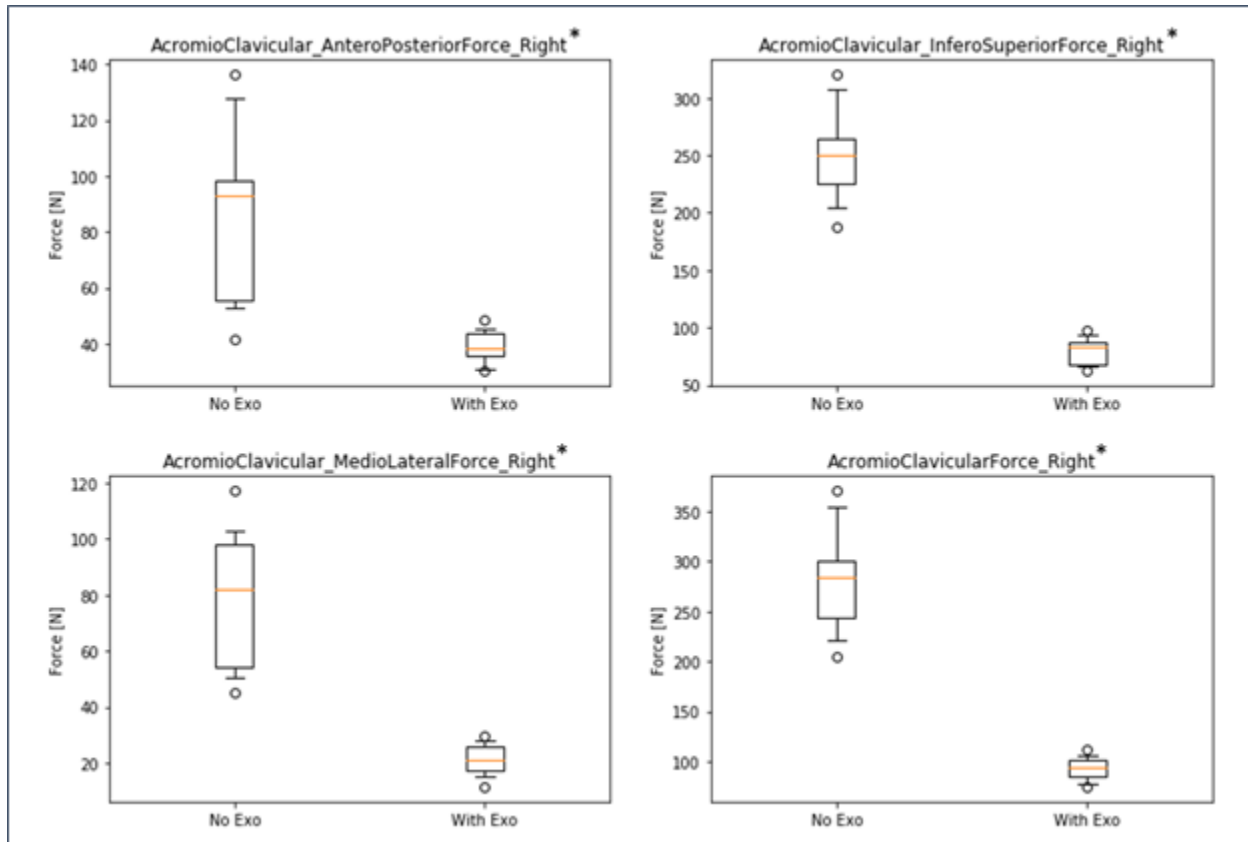 AcromioClavicular_AnteroPosteriorForce_Right*
140
120
100
80
60
40
Force [N]
No Exo
With Exo
AcromioClavicular_InferoSuperiorForce_Right*
300
250
200
150
100
50
Force [N]
No Exo
With Exo
AcromioClavicular_MedioLateralForce_Right*
120
100
80
60
40
20
Force [N]
No Exo
With Exo
AcromioClavicularForce_Right*
350
300
250
200
150
100
Force [N]
No Exo
With Exo